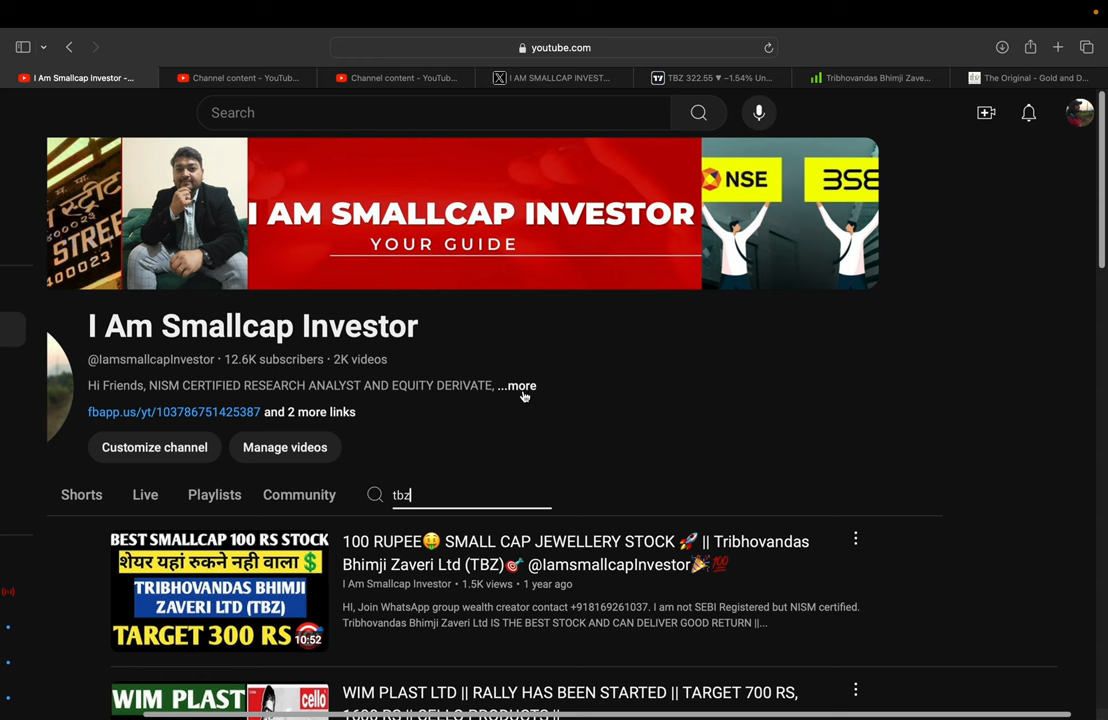 youtube.com
I Am Smallcap Investor -...
Channel content - YouTub...
Channel content - YouTub...
I AM SMALLCAP INVEST...
TBZ 322.55 ▼ −1.54% Un...
Tribhovandas Bhimji Zave...
The Original - Gold and D...
Search
स्ट्रीट
STREET
400023
I AM SMALLCAP INVESTOR
YOUR GUIDE
NSE
BSE
I Am Smallcap Investor
@IamsmallcapInvestor · 12.6K subscribers · 2K videos
Hi Friends, NISM CERTIFIED RESEARCH ANALYST AND EQUITY DERIVATE, ...more
fbapp.us/yt/103786751425387 and 2 more links
Customize channel
Manage videos
Shorts
Live
Playlists
Community
tbz
BEST SMALLCAP 100 RS STOCK
शेयर यहां रुकने नही वाला💲
TRIBHOVANDAS BHIMJI
ZAVERI LTD (TBZ)
TARGET 300 RS
10:52
100 RUPEE🤑 SMALL CAP JEWELLERY STOCK 🚀 || Tribhovandas
Bhimji Zaveri Ltd (TBZ)🎯 @IamsmallcapInvestor🎉💯
I Am Smallcap Investor • 1.5K views • 1 year ago
HI, Join WhatsApp group wealth creator contact +918169261037. I am not SEBI Registered but NISM certified.
Tribhovandas Bhimji Zaveri Ltd IS THE BEST STOCK AND CAN DELIVER GOOD RETURN ||...
WIM PLAST
cello
WIM PLAST LTD || RALLY HAS BEEN STARTED || TARGET 700 RS,
1600 RS || CELLO PRODUCTS ||